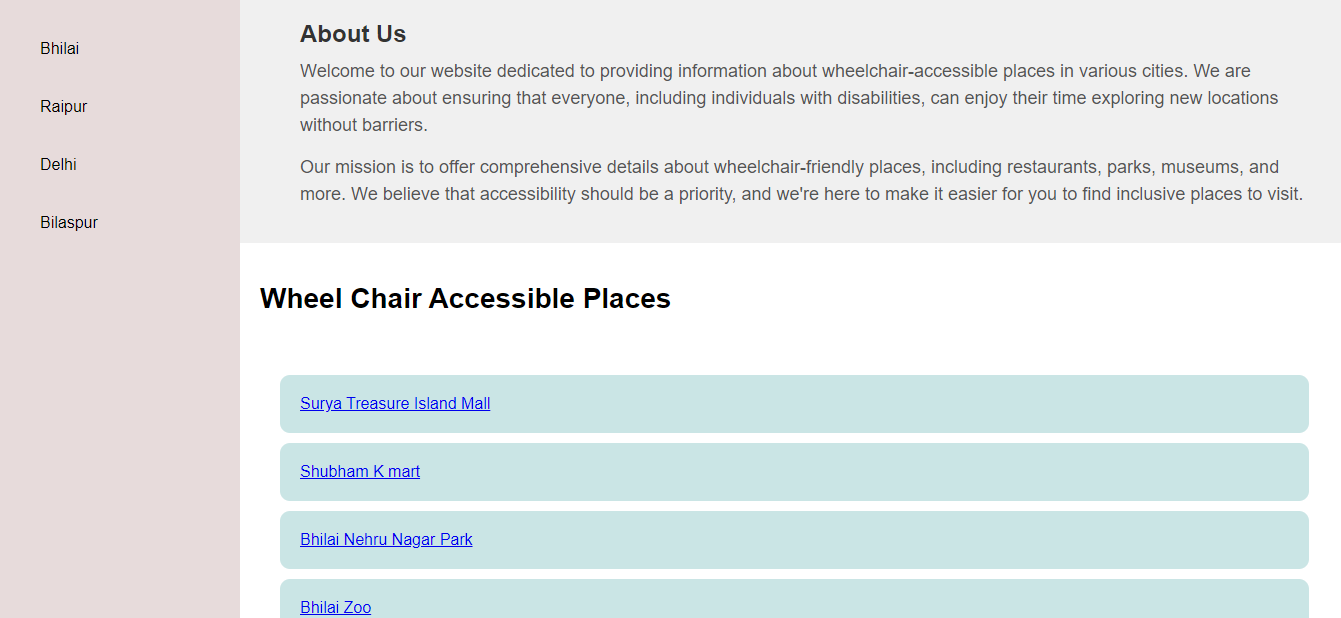 Bhilai
Raipur
Delhi
Bilaspur
About Us
Welcome to our website dedicated to providing information about wheelchair-accessible places in various cities. We are
passionate about ensuring that everyone, including individuals with disabilities, can enjoy their time exploring new locations
without barriers.
Our mission is to offer comprehensive details about wheelchair-friendly places, including restaurants, parks, museums, and
more. We believe that accessibility should be a priority, and we're here to make it easier for you to find inclusive places to visit.
Wheel Chair Accessible Places
Surya Treasure Island Mall
Shubham K mart
Bhilai Nehru Nagar Park
Bhilai Zoo